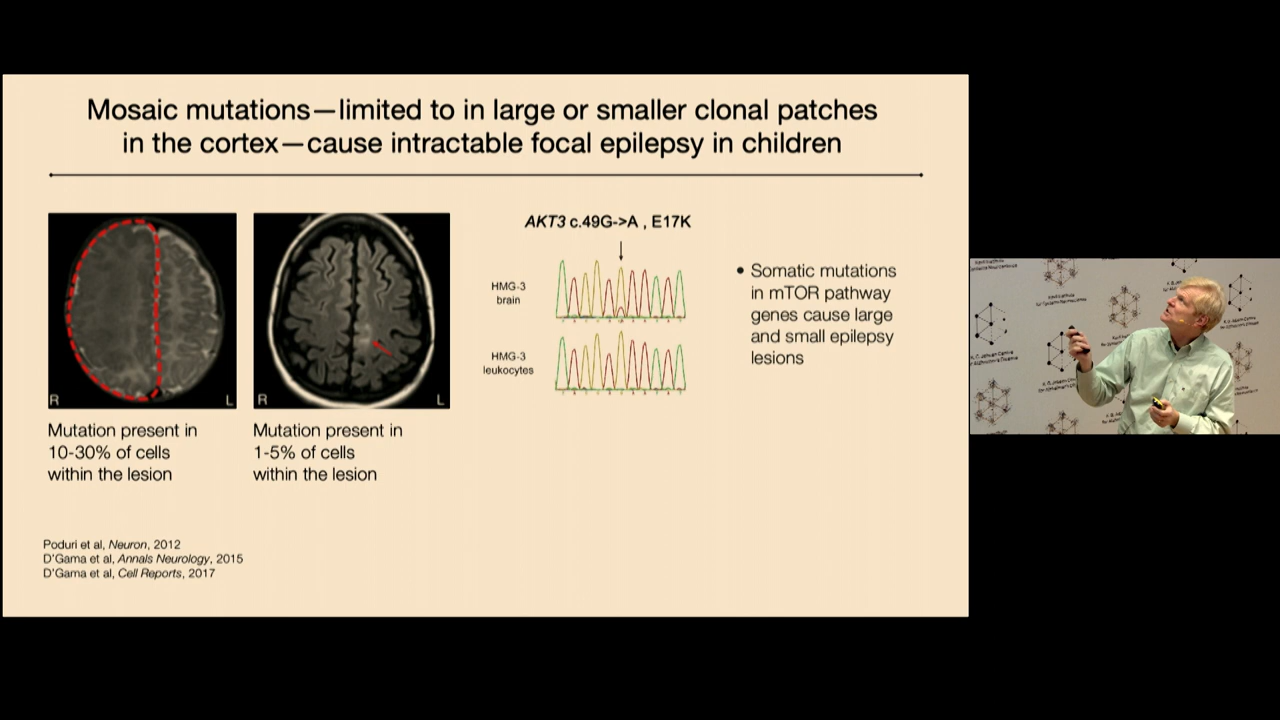 Mosaic mutations—limited to in large or smaller clonal patches
in the cortex—cause intractable focal epilepsy in children
R
L
R
L
Mutation present in
10-30% of cells
within the lesion
Mutation present in
1-5% of cells
within the lesion
AKT3 c.49G->A , E17K
HMG-3
brain
HMG-3
leukocytes
• Somatic mutations
in mTOR pathway
genes cause large
and small epilepsy
lesions
Poduri et al, Neuron, 2012
D'Gama et al, Annals Neurology, 2015
D'Gama et al, Cell Reports, 2017